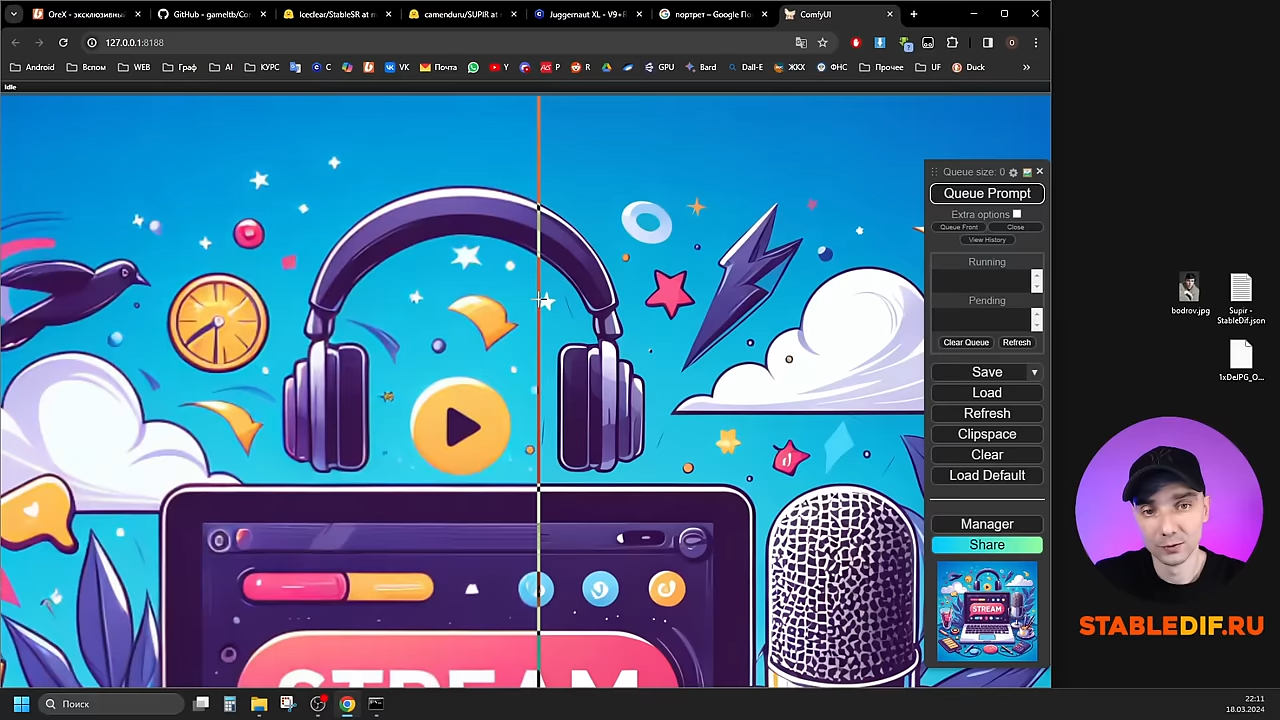 OreX - эксклюзивны
GitHub - gameltb/Com
Iceclear/StableSR at m
camenduru/SUPIR at m
Juggernaut XL - V9+R
портрет – Google По
ComfyUI
127.0.0.1:8188
Android
Вспом
WEB
Граф
AI
КУРС
C
VK
Почта
Y
P
R
GPU
Bard
Dall-E
ЖКХ
ФНС
Прочее
UF
Duck
Idle
Queue size: 0
Queue Prompt
Extra options
Queue Front
Close
View History
Running
Pending
Clear Queue
Refresh
Save
Load
Refresh
Clipspace
Clear
Load Default
Manager
Share
STREAM
STREAM
bodrov.jpg
Supir -
StableDif.json
1xDeJPG_O...
STABLEDIF.RU
Поиск
22:11
18.03.2024